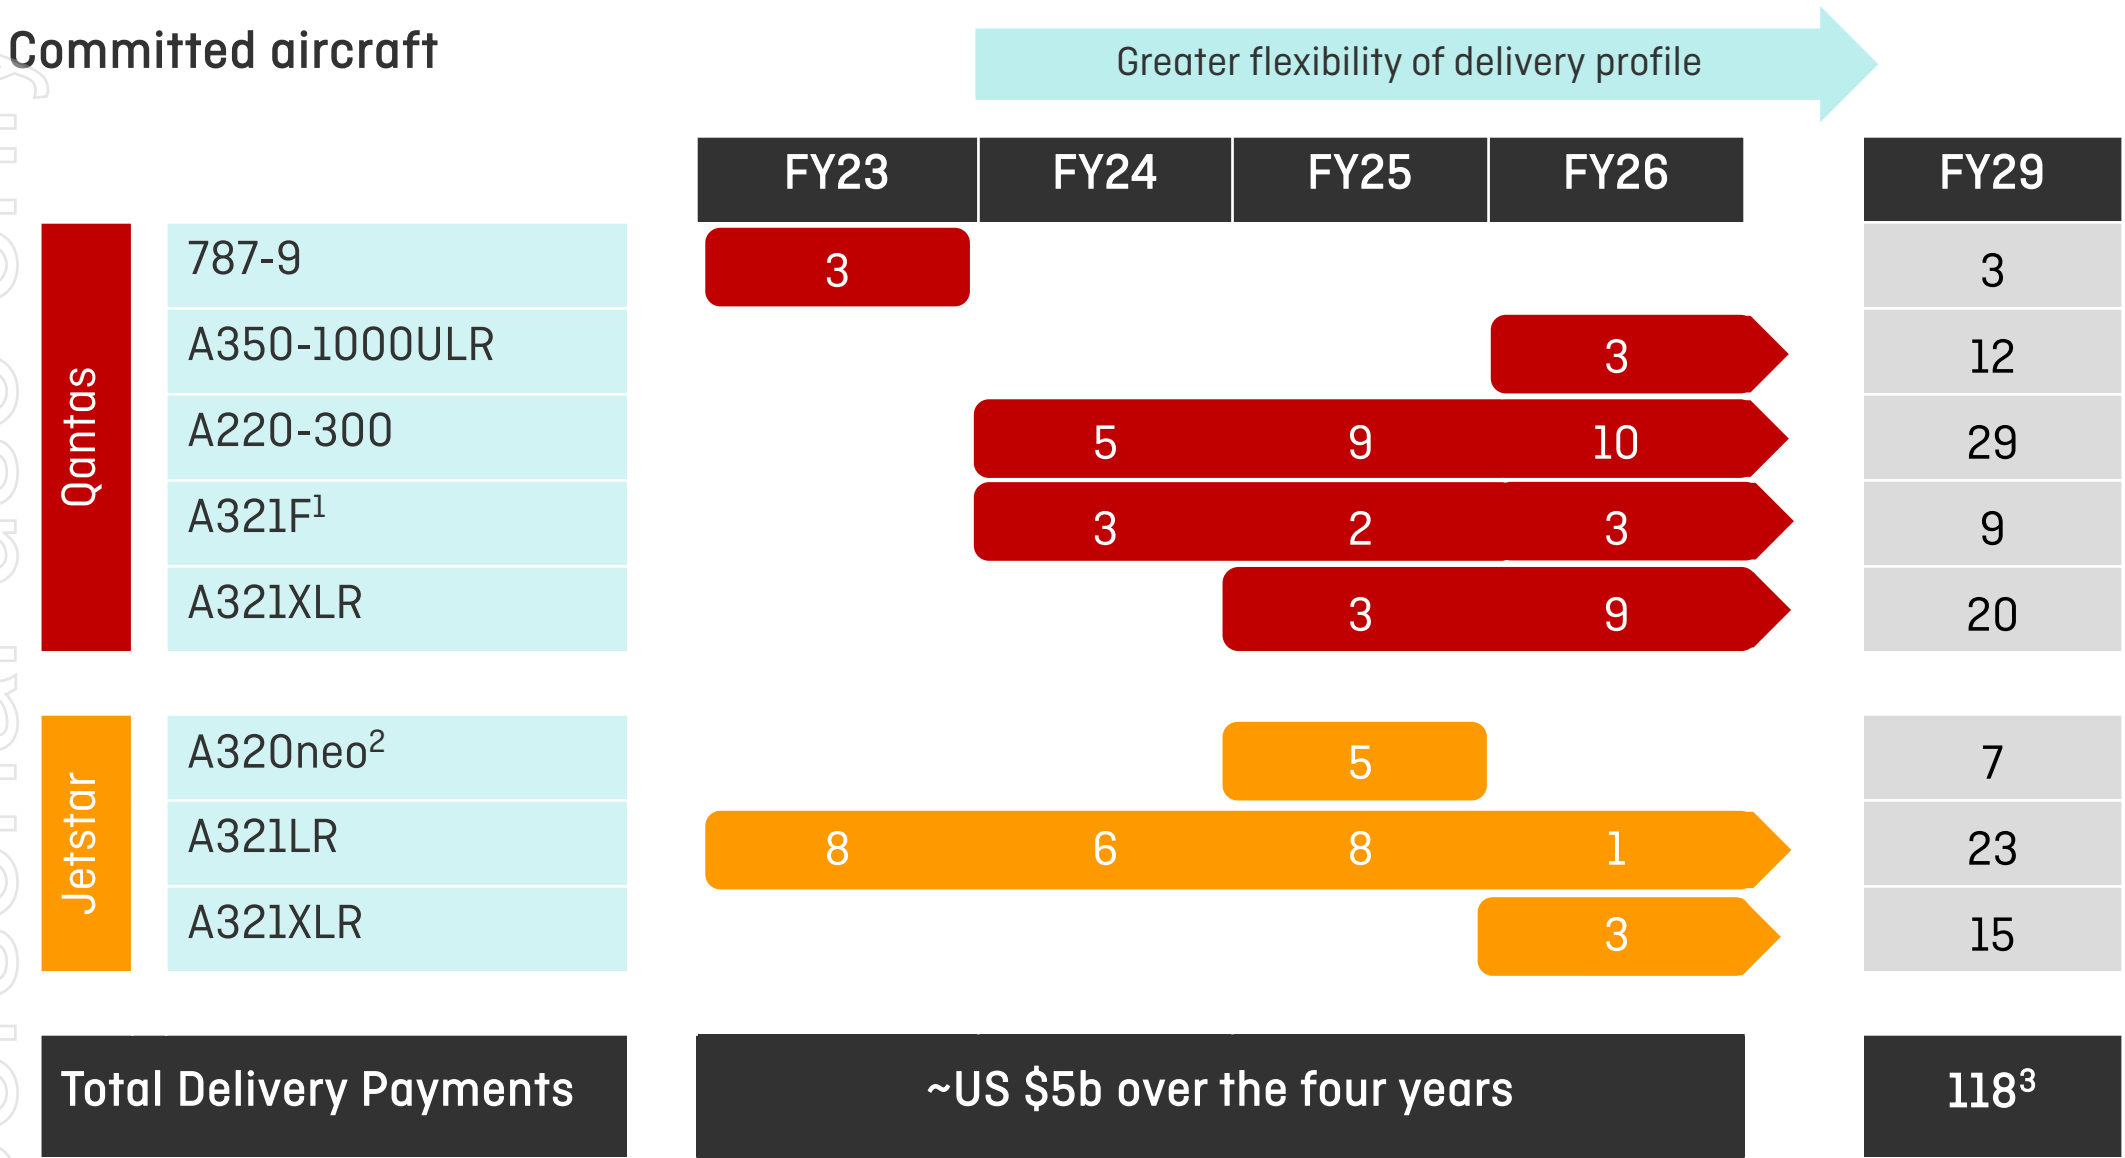 Committed aircraft
Greater flexibility of delivery profile
FY23 FY24 FY25 FY26 FY29
Qantas
787-9 3 3
A350-1000ULR 3 12
A220-300 5 9 10 29
A321F¹ 3 2 3 9
A321XLR 3 9 20
Jetstar
A320neo² 5 7
A321LR 8 6 8 1 23
A321XLR 3 15
Total Delivery Payments ~US $5b over the four years 118³